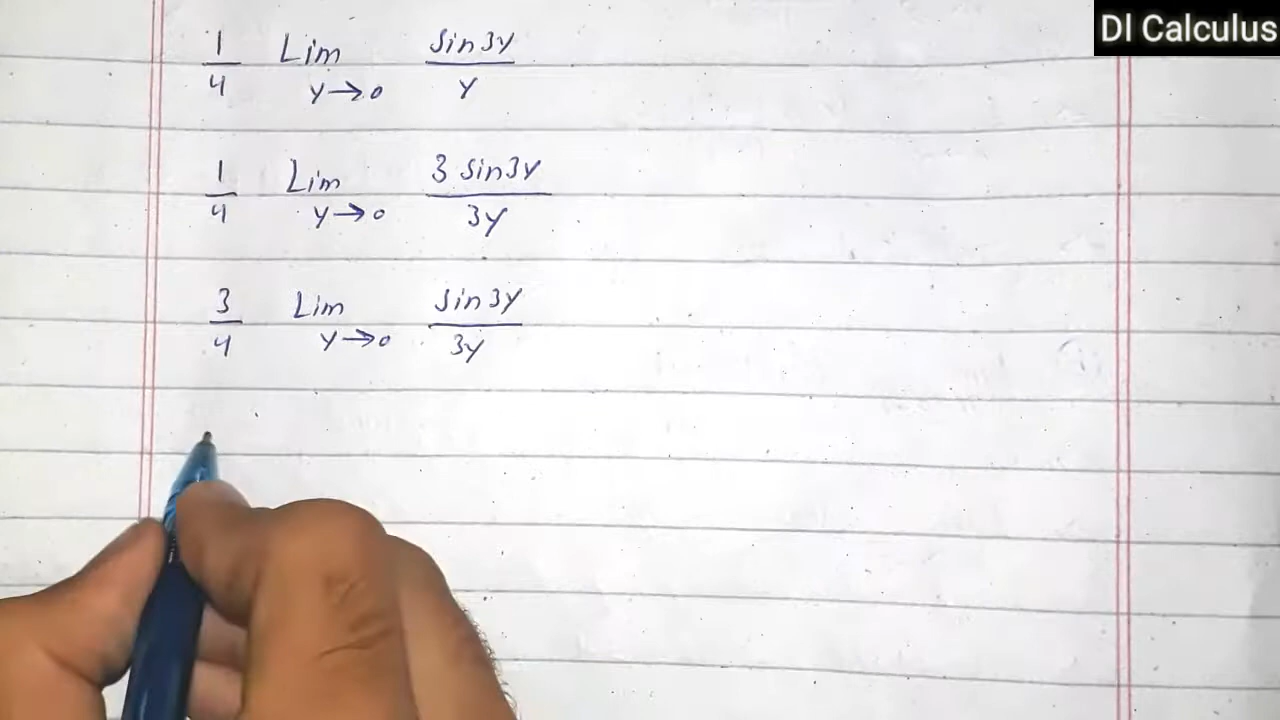 DI Calculus
1/4 Lim y→0 sin3y/y
1/4 Lim y→0 3 sin3y/3y
3/4 Lim y→0 sin3y/3y